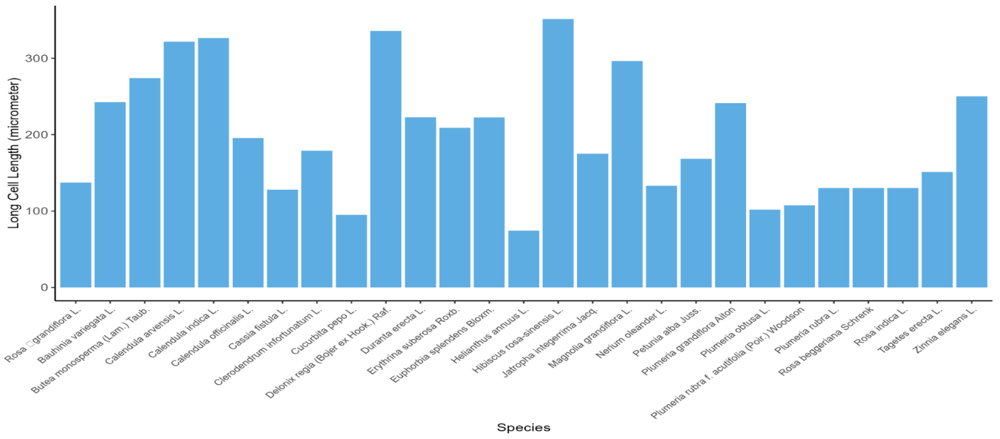 Long Cell Length (micrometer)
300
200
100
0
Rosa □grandiflora L.
Bauhinia variegata L.
Butea monosperma (Lam.) Taub.
Calendula arvensis L.
Calendula indica L.
Calendula officinalis L.
Cassia fistula L.
Clerodendrum infortunatum L.
Cucurbita pepo L.
Delonix regia (Bojer ex Hook.) Raf.
Duranta erecta L.
Erythrina suberosa Roxb.
Euphorbia splendens Bloxm.
Helianthus annuus L.
Hibiscus rosa-sinensis L.
Jatropha integerrima Jacq.
Magnolia grandiflora L.
Nerium oleander L.
Petunia alba Juss.
Plumeria grandiflora Aiton
Plumeria obtusa L.
Plumeria rubra f. acutifolia (Poir.) Woodson
Plumeria rubra L.
Rosa beggeriana Schrenk
Rosa indica L.
Tagetes erecta L.
Zinnia elegans L.
Species